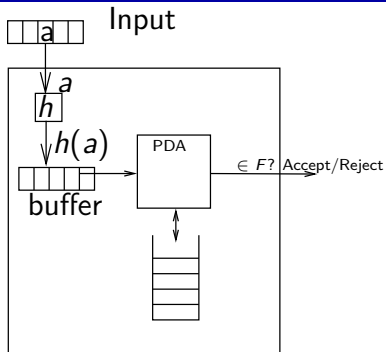 Input
a
a
h
h(a)
PDA
∈ F? Accept/Reject
buffer